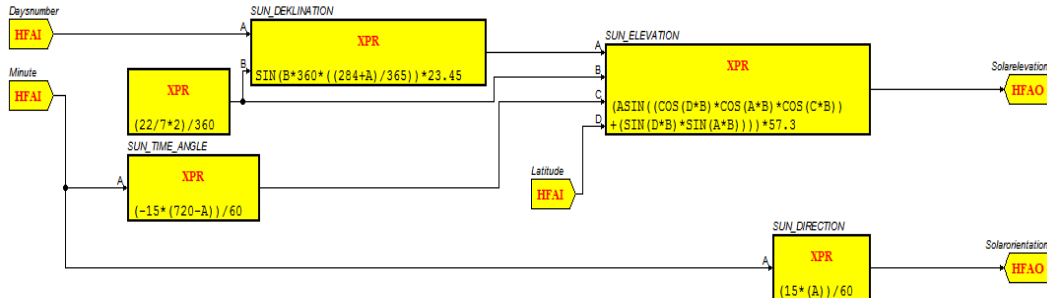 Daysnumber
HFAI
SUN_DEKLINATION
A
XPR
B
SIN(B*360*((284+A)/365))*23.45
SUN_ELEVATION
A
XPR
B
C
(ASIN((COS(D*B)*COS(A*B)*COS(C*B))
D
+(SIN(D*B)*SIN(A*B))))*57.3
Solarelevation
HFAO
Minute
HFAI
XPR
(22/7*2)/360
SUN_TIME_ANGLE
A
XPR
(-15*(720-A))/60
Latitude
HFAI
SUN_DIRECTION
A
XPR
(15*(A))/60
Solarorientation
HFAO